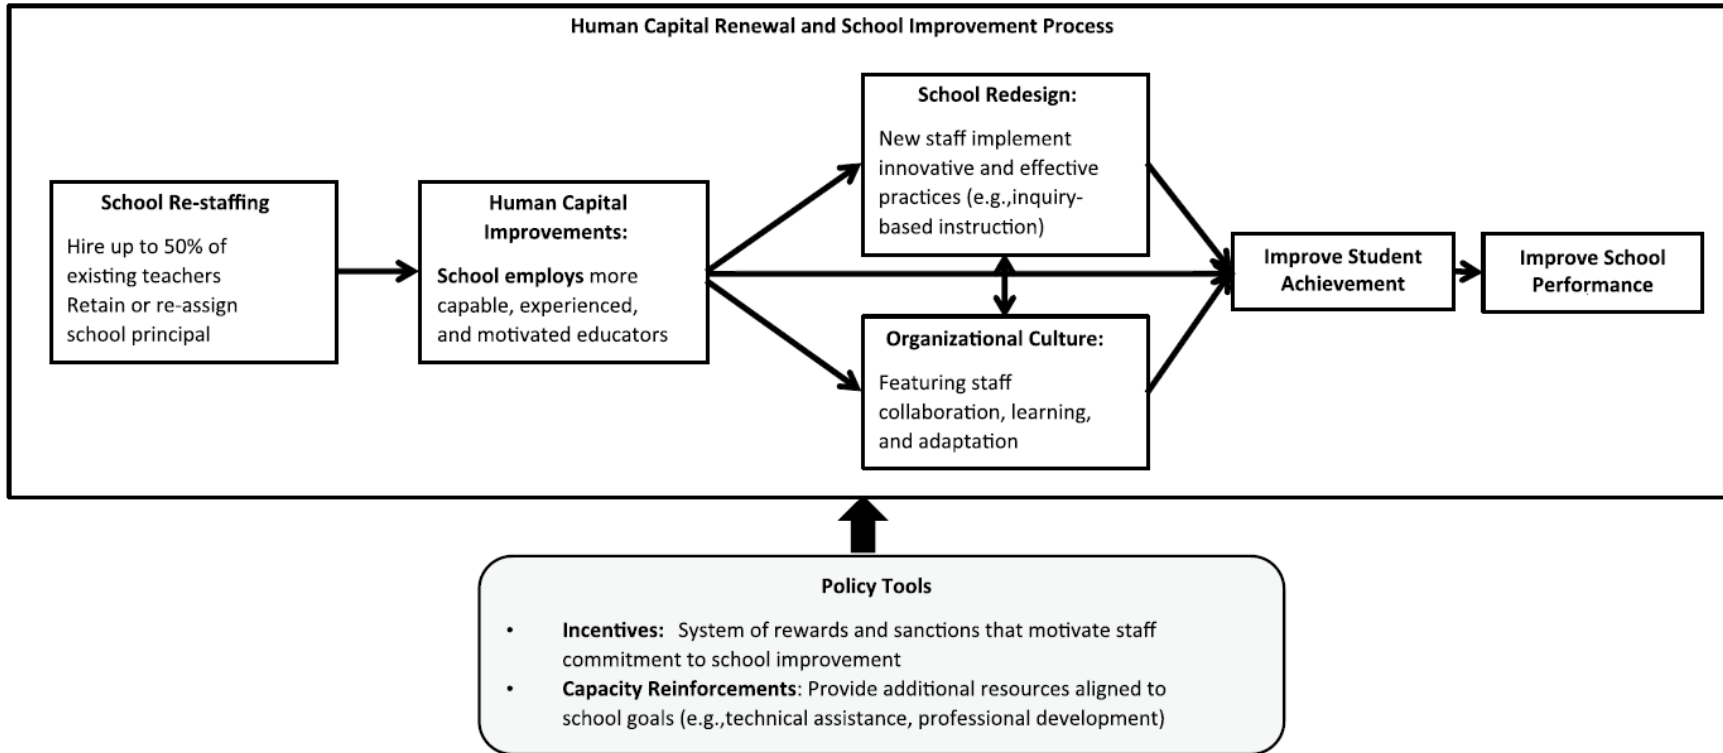 Human Capital Renewal and School Improvement Process
School Re-staffing
Hire up to 50% of
existing teachers
Retain or re-assign
school principal
Human Capital
Improvements:
School employs more
capable, experienced,
and motivated educators
School Redesign:
New staff implement
innovative and effective
practices (e.g.,inquiry-
based instruction)
Organizational Culture:
Featuring staff
collaboration, learning,
and adaptation
Improve Student
Achievement
Improve School
Performance
Policy Tools
• Incentives: System of rewards and sanctions that motivate staff
commitment to school improvement
• Capacity Reinforcements: Provide additional resources aligned to
school goals (e.g.,technical assistance, professional development)